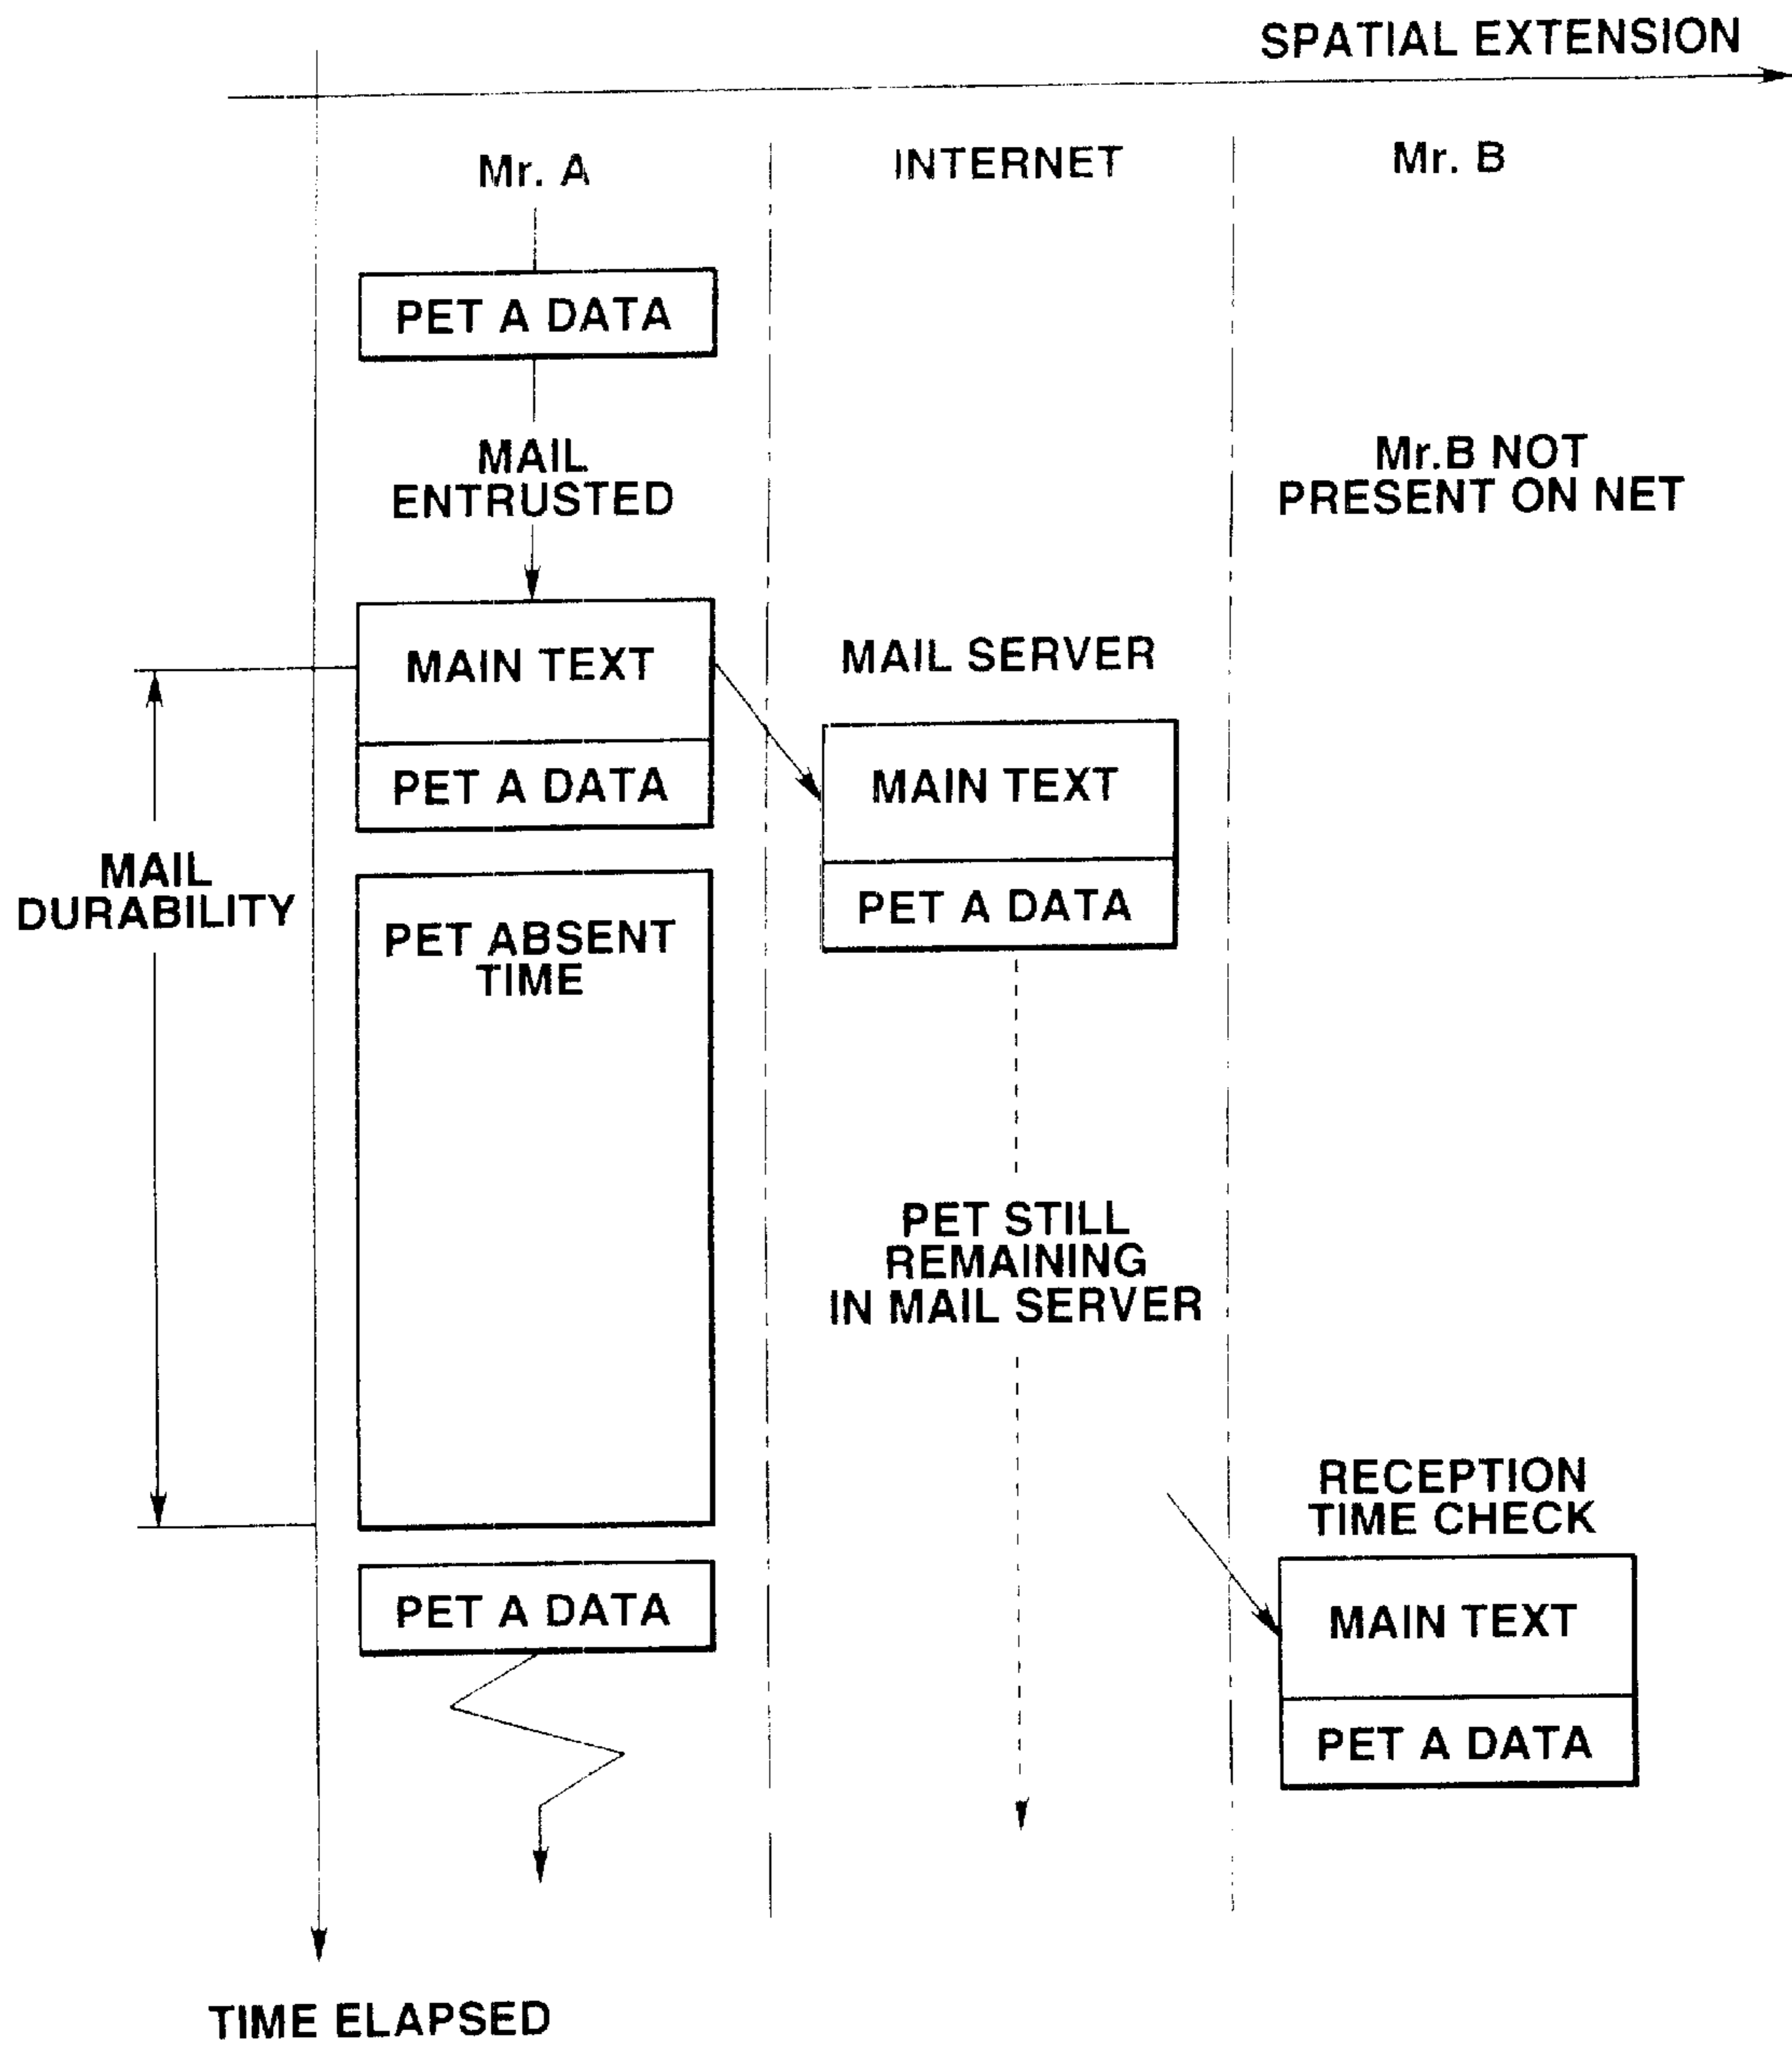 SPATIAL EXTENSION
Mr. A
INTERNET
Mr. B
PET A DATA
MAIL
ENTRUSTED
Mr.B NOT
PRESENT ON NET
MAIN TEXT
PET A DATA
MAIL SERVER
MAIN TEXT
PET A DATA
MAIL
DURABILITY
PET ABSENT
TIME
PET STILL
REMAINING
IN MAIL SERVER
RECEPTION
TIME CHECK
PET A DATA
MAIN TEXT
PET A DATA
TIME ELAPSED